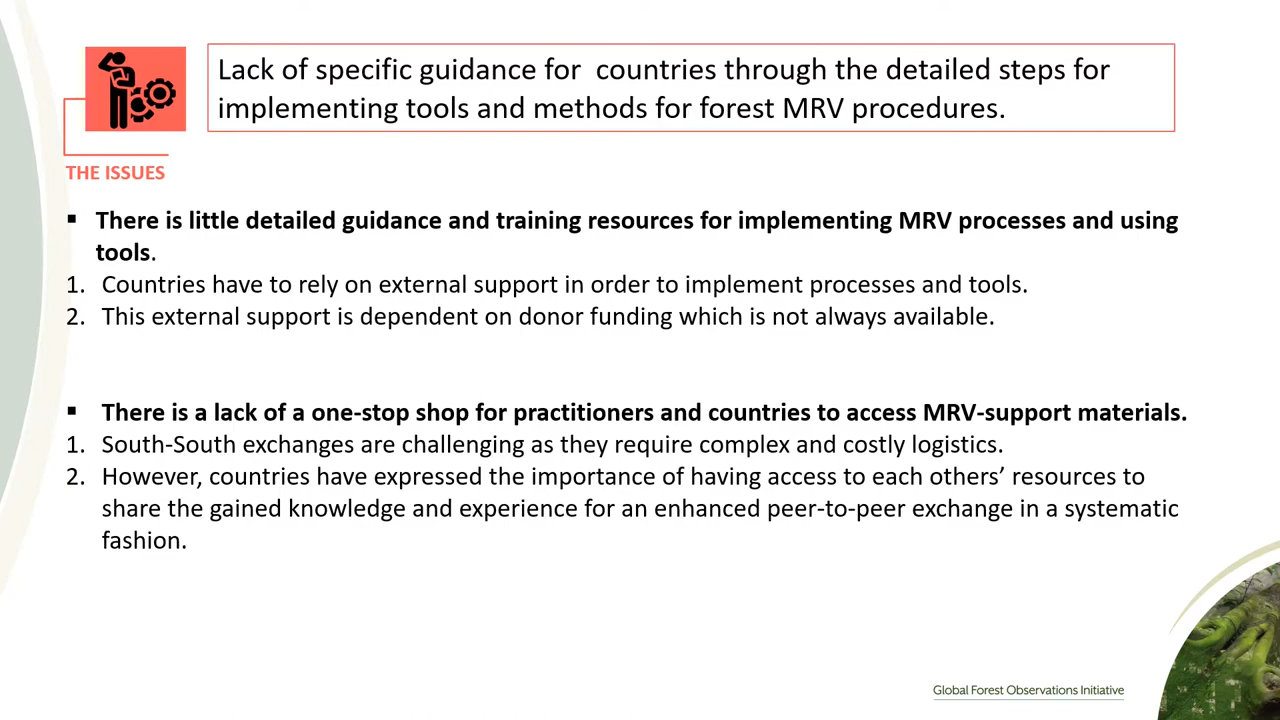 Lack of specific guidance for  countries through the detailed steps for
implementing tools and methods for forest MRV procedures.
THE ISSUES
▪ There is little detailed guidance and training resources for implementing MRV processes and using
tools.
1. Countries have to rely on external support in order to implement processes and tools.
2. This external support is dependent on donor funding which is not always available.
▪ There is a lack of a one-stop shop for practitioners and countries to access MRV-support materials.
1. South-South exchanges are challenging as they require complex and costly logistics.
2. However, countries have expressed the importance of having access to each others’ resources to
share the gained knowledge and experience for an enhanced peer-to-peer exchange in a systematic
fashion.
Global Forest Observations Initiative